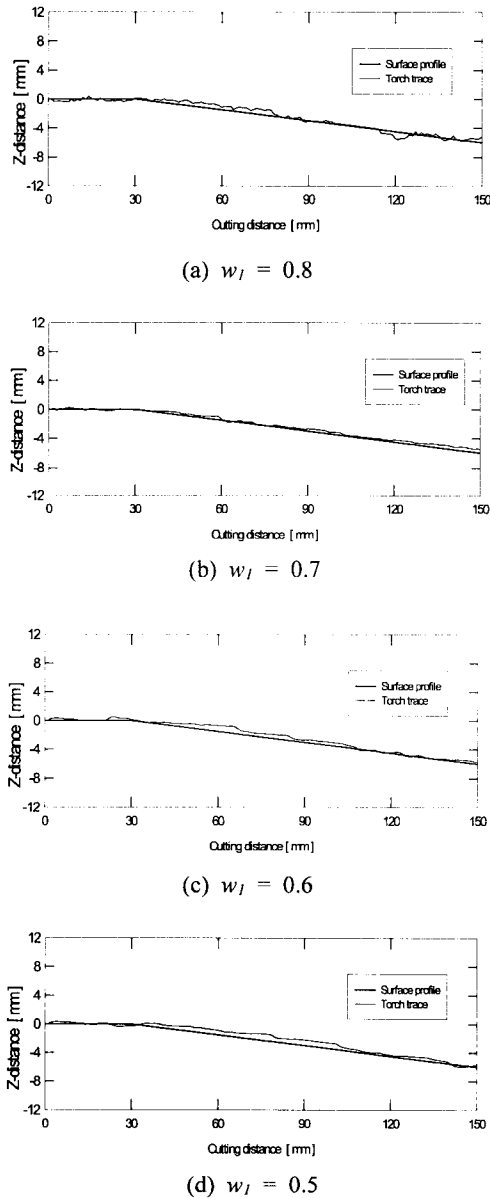 12
8
4
0
-4
-8
-12
Z-distance [mm]
Surface profile
Torch trace
0 30 60 90 120 150
Cutting distance [mm]
(a) w₁ = 0.8
12
8
4
0
-4
-8
-12
Z-distance [mm]
Surface profile
Torch trace
0 30 60 90 120 150
Cutting distance [mm]
(b) w₁ = 0.7
12
8
4
0
-4
-8
-12
Z-distance [mm]
Surface profile
Torch trace
0 30 60 90 120 150
Cutting distance [mm]
(c) w₁ = 0.6
12
8
4
0
-4
-8
-12
Z-distance [mm]
Surface profile
Torch trace
0 30 60 90 120 150
Cutting distance [mm]
(d) w₁ = 0.5